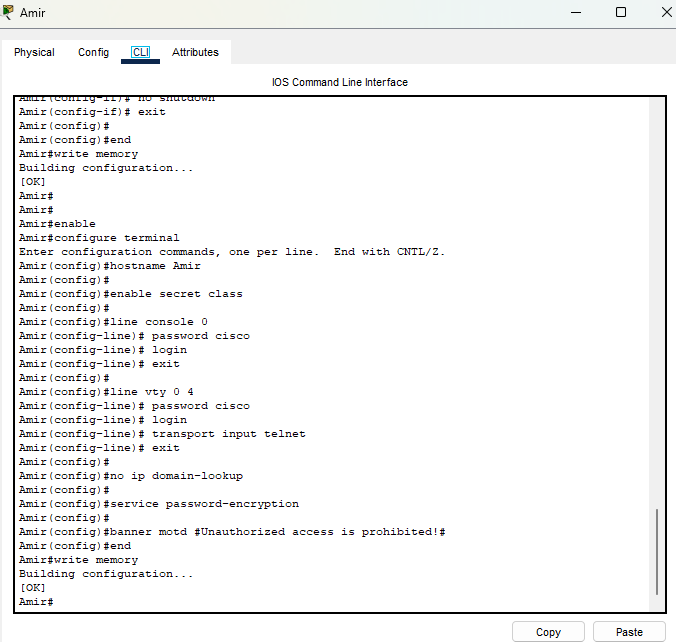 Amir
Physical Config CLI Attributes
IOS Command Line Interface
Amir(config-if)# no shutdown
Amir(config-if)# exit
Amir(config)#
Amir(config)#end
Amir#write memory
Building configuration...
[OK]
Amir#
Amir#
Amir#enable
Amir#configure terminal
Enter configuration commands, one per line.  End with CNTL/Z.
Amir(config)#hostname Amir
Amir(config)#
Amir(config)#enable secret class
Amir(config)#
Amir(config)#line console 0
Amir(config-line)# password cisco
Amir(config-line)# login
Amir(config-line)# exit
Amir(config)#
Amir(config)#line vty 0 4
Amir(config-line)# password cisco
Amir(config-line)# login
Amir(config-line)# transport input telnet
Amir(config-line)# exit
Amir(config)#
Amir(config)#no ip domain-lookup
Amir(config)#
Amir(config)#service password-encryption
Amir(config)#
Amir(config)#banner motd #Unauthorized access is prohibited!#
Amir(config)#end
Amir#write memory
Building configuration...
[OK]
Amir#
Copy Paste